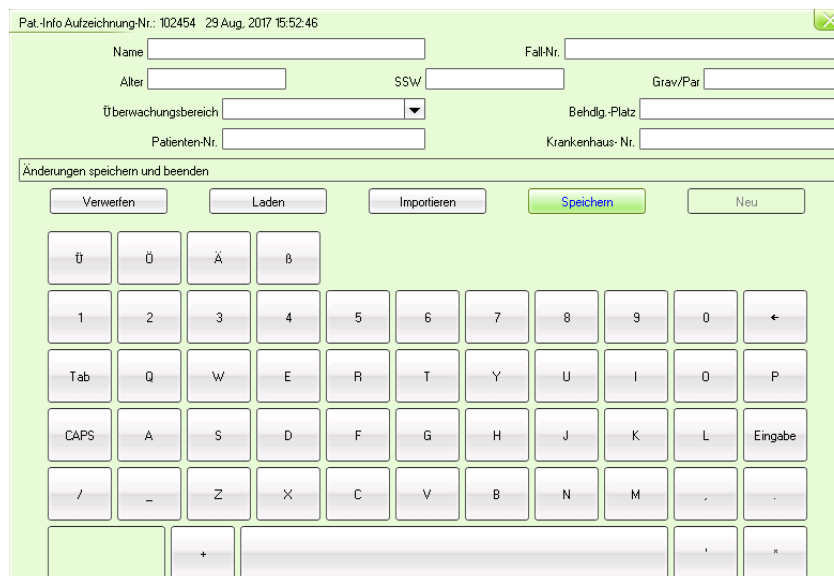 Pat.-Info Aufzeichnung-Nr.: 102454 29 Aug, 2017 15:52:46
Name Fall-Nr.
Alter SSW Grav/Par
Überwachungsbereich Behdlg.-Platz
Patienten-Nr. Krankenhaus- Nr.
Änderungen speichern und beenden
Verwerfen Laden Importieren Speichern Neu
Ü Ö Ä ß
1 2 3 4 5 6 7 8 9 0 ←
Tab Q W E R T Y U I O P
CAPS A S D F G H J K L Eingabe
/ _ Z X C V B N M , .
+ ' *